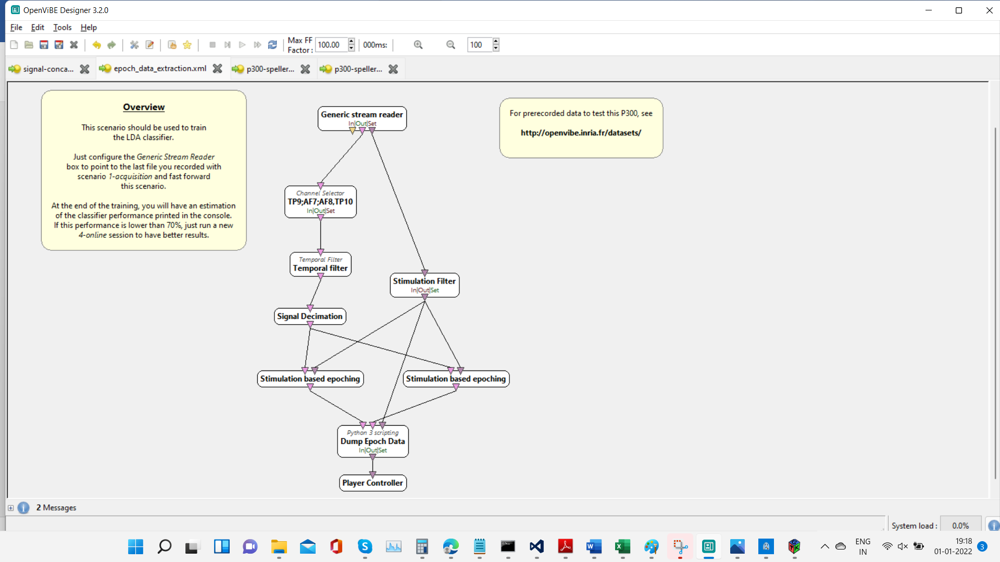 OpenViBE Designer 3.2.0
File Edit Tools Help
Max FF
Factor : 100.00 000ms: 100
signal-conca... epoch_data_extraction.xml p300-speller... p300-speller...
Overview
This scenario should be used to train
the LDA classifier.
Just configure the Generic Stream Reader
box to point to the last file you recorded with
scenario 1-acquisition and fast forward
this scenario.
At the end of the training, you will have an estimation
of the classifier performance printed in the console.
If this performance is lower than 70%, just run a new
4-online session to have better results.
Generic stream reader
In|Out|Set
For prerecorded data to test this P300, see
http://openvibe.inria.fr/datasets/
Channel Selector
TP9;AF7;AF8,TP10
In|Out|Set
Temporal Filter
Temporal filter
Stimulation Filter
In|Out|Set
Signal Decimation
Stimulation based epoching
Stimulation based epoching
Python 3 scripting
Dump Epoch Data
In|Out|Set
Player Controller
2 Messages
System load : 0.0%
ENG
IN
19:18
01-01-2022
3